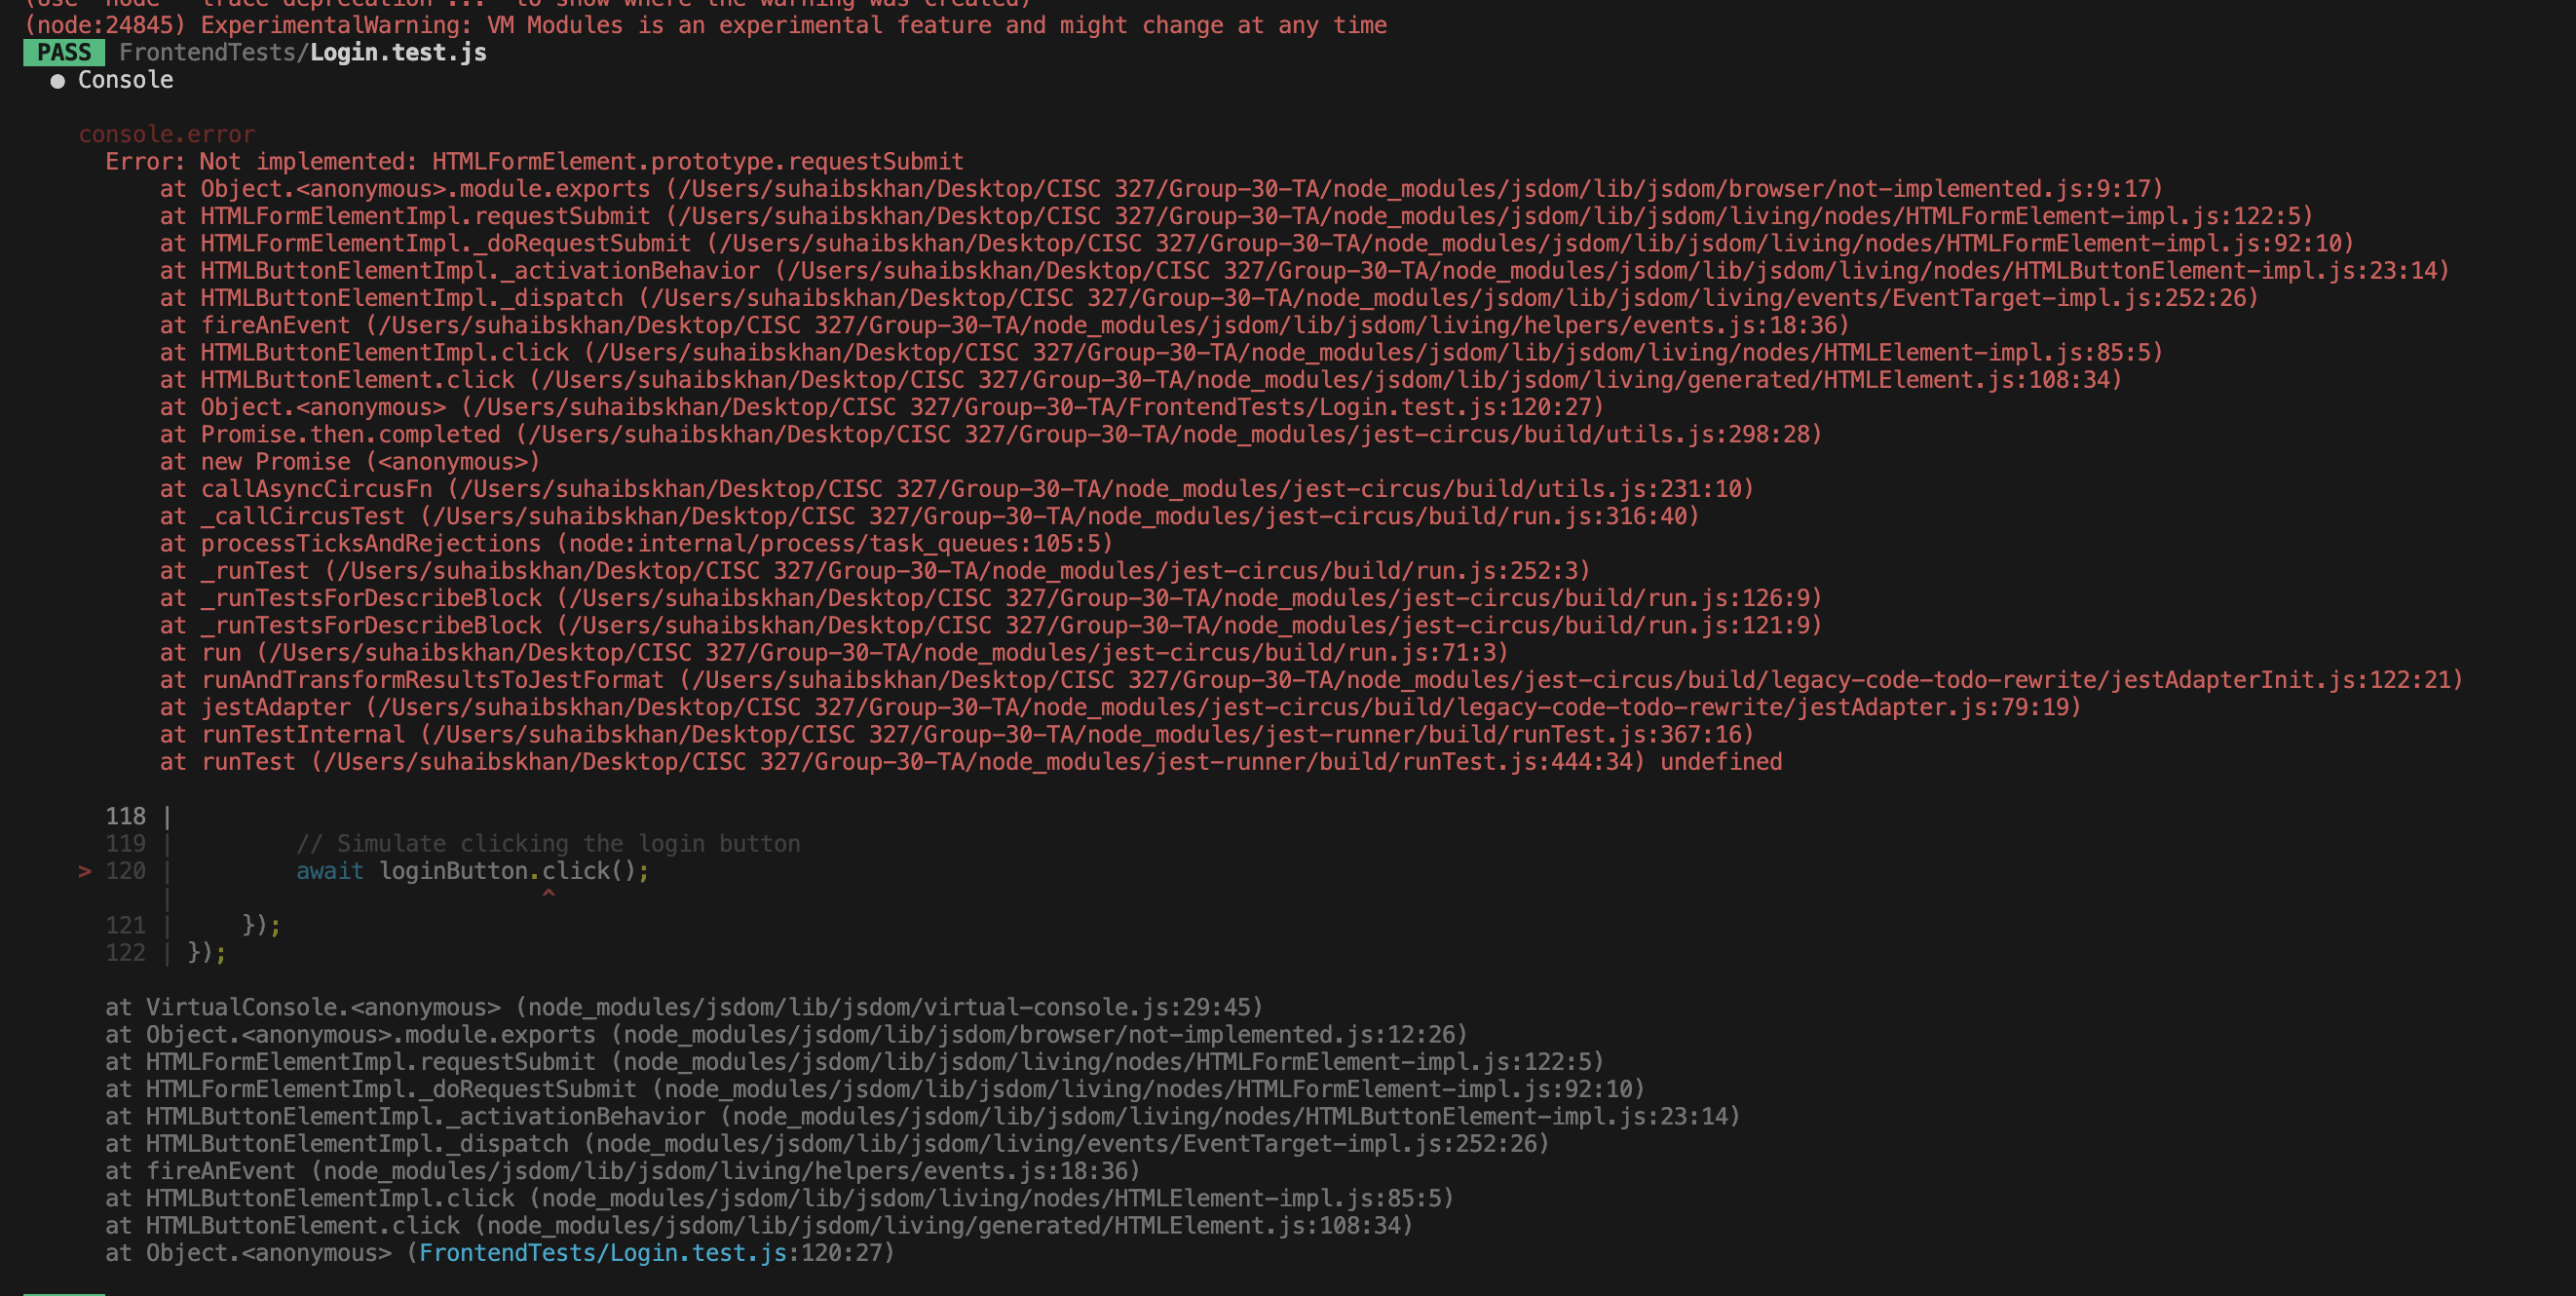 (Use `node --trace-deprecation ...` to show where the warning was created)
(node:24845) ExperimentalWarning: VM Modules is an experimental feature and might change at any time
PASS FrontendTests/Login.test.js
● Console
console.error
Error: Not implemented: HTMLFormElement.prototype.requestSubmit
at Object.<anonymous>.module.exports (/Users/suhaibskhan/Desktop/CISC 327/Group-30-TA/node_modules/jsdom/lib/jsdom/browser/not-implemented.js:9:17)
at HTMLFormElementImpl.requestSubmit (/Users/suhaibskhan/Desktop/CISC 327/Group-30-TA/node_modules/jsdom/lib/jsdom/living/nodes/HTMLFormElement-impl.js:122:5)
at HTMLFormElementImpl._doRequestSubmit (/Users/suhaibskhan/Desktop/CISC 327/Group-30-TA/node_modules/jsdom/lib/jsdom/living/nodes/HTMLFormElement-impl.js:92:10)
at HTMLButtonElementImpl._activationBehavior (/Users/suhaibskhan/Desktop/CISC 327/Group-30-TA/node_modules/jsdom/lib/jsdom/living/nodes/HTMLButtonElement-impl.js:23:14)
at HTMLButtonElementImpl._dispatch (/Users/suhaibskhan/Desktop/CISC 327/Group-30-TA/node_modules/jsdom/lib/jsdom/living/events/EventTarget-impl.js:252:26)
at fireAnEvent (/Users/suhaibskhan/Desktop/CISC 327/Group-30-TA/node_modules/jsdom/lib/jsdom/living/helpers/events.js:18:36)
at HTMLButtonElementImpl.click (/Users/suhaibskhan/Desktop/CISC 327/Group-30-TA/node_modules/jsdom/lib/jsdom/living/nodes/HTMLElement-impl.js:85:5)
at HTMLButtonElement.click (/Users/suhaibskhan/Desktop/CISC 327/Group-30-TA/node_modules/jsdom/lib/jsdom/living/generated/HTMLElement.js:108:34)
at Object.<anonymous> (/Users/suhaibskhan/Desktop/CISC 327/Group-30-TA/FrontendTests/Login.test.js:120:27)
at Promise.then.completed (/Users/suhaibskhan/Desktop/CISC 327/Group-30-TA/node_modules/jest-circus/build/utils.js:298:28)
at new Promise (<anonymous>)
at callAsyncCircusFn (/Users/suhaibskhan/Desktop/CISC 327/Group-30-TA/node_modules/jest-circus/build/utils.js:231:10)
at _callCircusTest (/Users/suhaibskhan/Desktop/CISC 327/Group-30-TA/node_modules/jest-circus/build/run.js:316:40)
at processTicksAndRejections (node:internal/process/task_queues:105:5)
at _runTest (/Users/suhaibskhan/Desktop/CISC 327/Group-30-TA/node_modules/jest-circus/build/run.js:252:3)
at _runTestsForDescribeBlock (/Users/suhaibskhan/Desktop/CISC 327/Group-30-TA/node_modules/jest-circus/build/run.js:126:9)
at _runTestsForDescribeBlock (/Users/suhaibskhan/Desktop/CISC 327/Group-30-TA/node_modules/jest-circus/build/run.js:121:9)
at run (/Users/suhaibskhan/Desktop/CISC 327/Group-30-TA/node_modules/jest-circus/build/run.js:71:3)
at runAndTransformResultsToJestFormat (/Users/suhaibskhan/Desktop/CISC 327/Group-30-TA/node_modules/jest-circus/build/legacy-code-todo-rewrite/jestAdapterInit.js:122:21)
at jestAdapter (/Users/suhaibskhan/Desktop/CISC 327/Group-30-TA/node_modules/jest-circus/build/legacy-code-todo-rewrite/jestAdapter.js:79:19)
at runTestInternal (/Users/suhaibskhan/Desktop/CISC 327/Group-30-TA/node_modules/jest-runner/build/runTest.js:367:16)
at runTest (/Users/suhaibskhan/Desktop/CISC 327/Group-30-TA/node_modules/jest-runner/build/runTest.js:444:34) undefined
118 |
119 | // Simulate clicking the login button
> 120 | await loginButton.click();
| ^
121 | });
122 | });
at VirtualConsole.<anonymous> (node_modules/jsdom/lib/jsdom/virtual-console.js:29:45)
at Object.<anonymous>.module.exports (node_modules/jsdom/lib/jsdom/browser/not-implemented.js:12:26)
at HTMLFormElementImpl.requestSubmit (node_modules/jsdom/lib/jsdom/living/nodes/HTMLFormElement-impl.js:122:5)
at HTMLFormElementImpl._doRequestSubmit (node_modules/jsdom/lib/jsdom/living/nodes/HTMLFormElement-impl.js:92:10)
at HTMLButtonElementImpl._activationBehavior (node_modules/jsdom/lib/jsdom/living/nodes/HTMLButtonElement-impl.js:23:14)
at HTMLButtonElementImpl._dispatch (node_modules/jsdom/lib/jsdom/living/events/EventTarget-impl.js:252:26)
at fireAnEvent (node_modules/jsdom/lib/jsdom/living/helpers/events.js:18:36)
at HTMLButtonElementImpl.click (node_modules/jsdom/lib/jsdom/living/nodes/HTMLElement-impl.js:85:5)
at HTMLButtonElement.click (node_modules/jsdom/lib/jsdom/living/generated/HTMLElement.js:108:34)
at Object.<anonymous> (FrontendTests/Login.test.js:120:27)